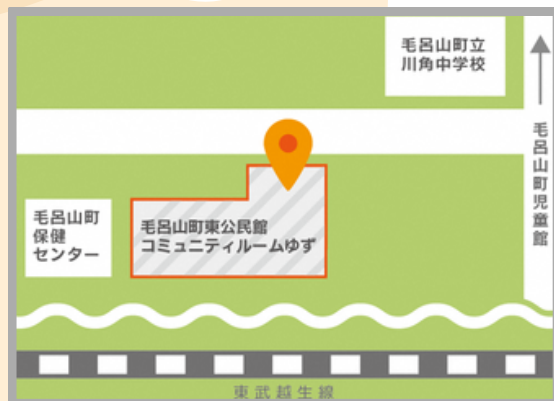 毛呂山町立
川角中学校
毛呂山町児童館
毛呂山町
保健
センター
毛呂山町東公民館
コミュニティルームゆず
東武越生線